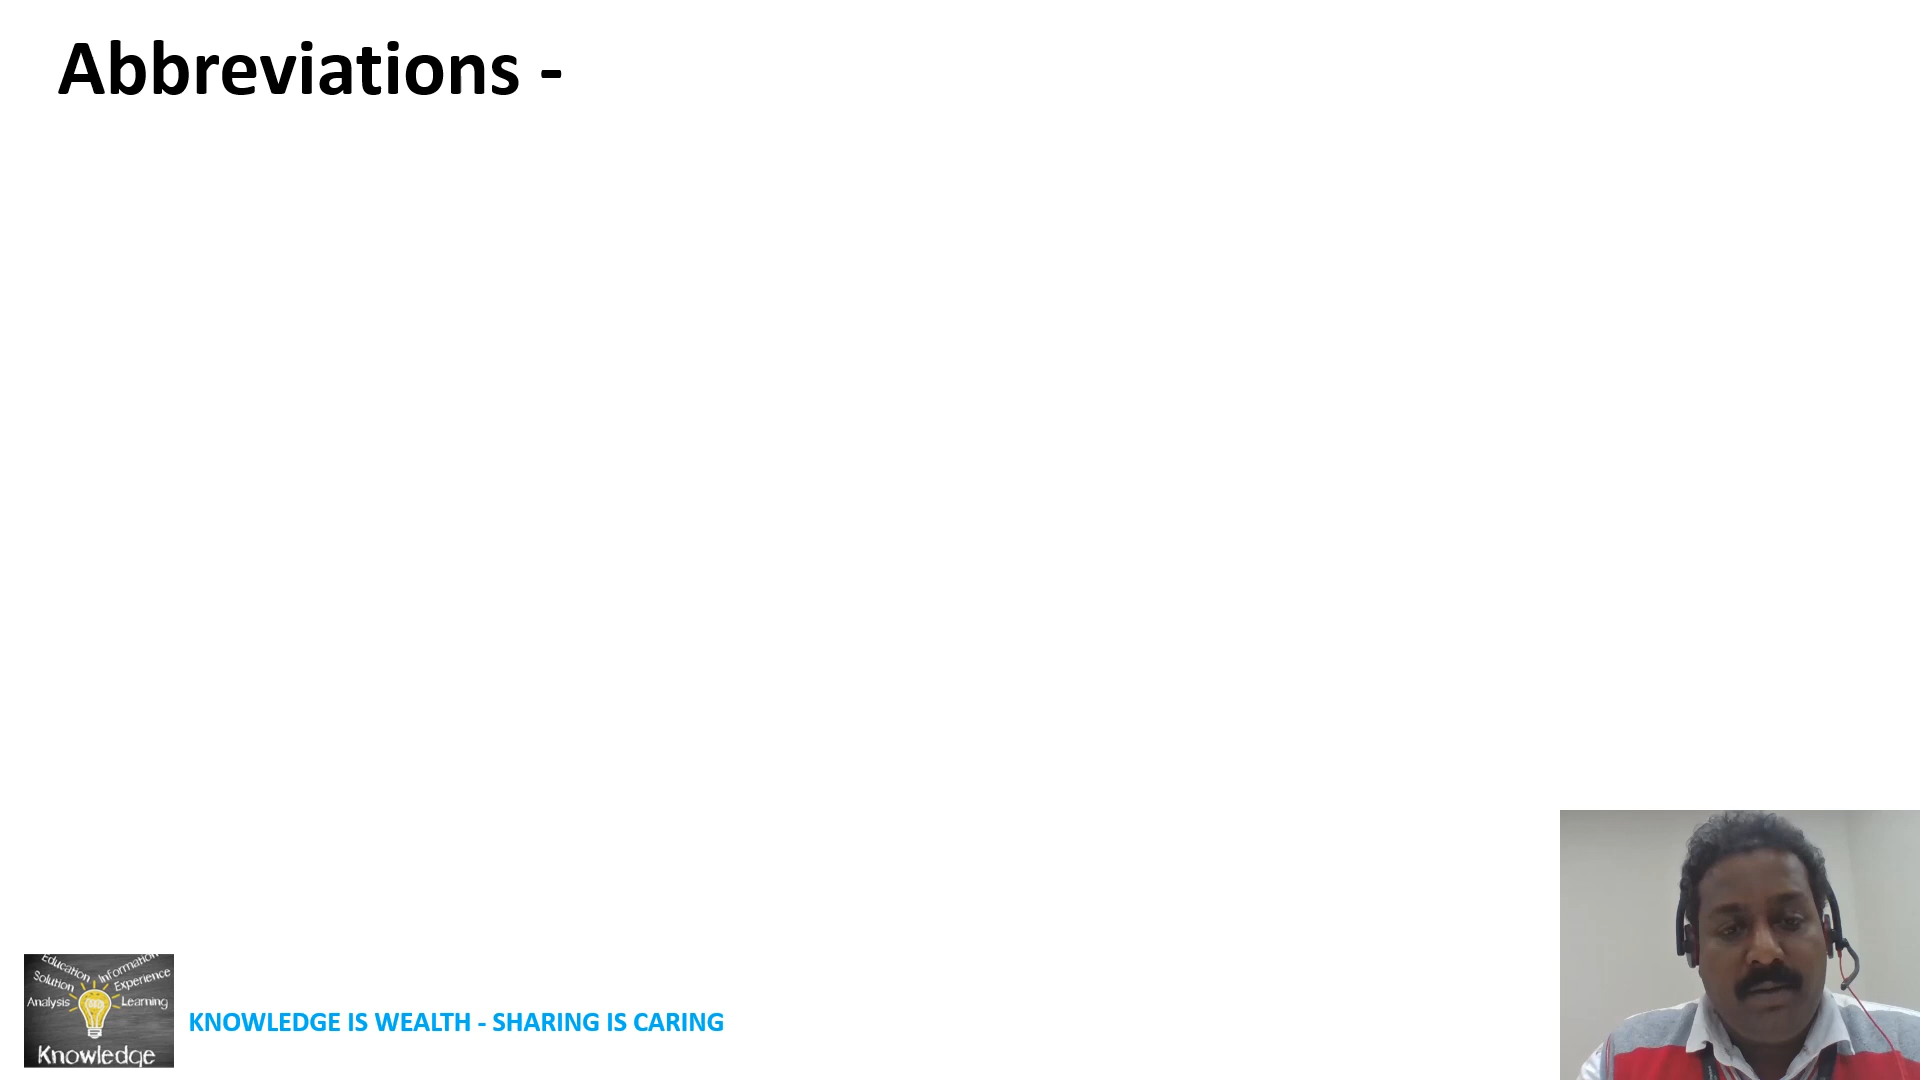 Abbreviations -
Education Information
Solution Experience
Analysis Learning
Knowledge
KNOWLEDGE IS WEALTH - SHARING IS CARING